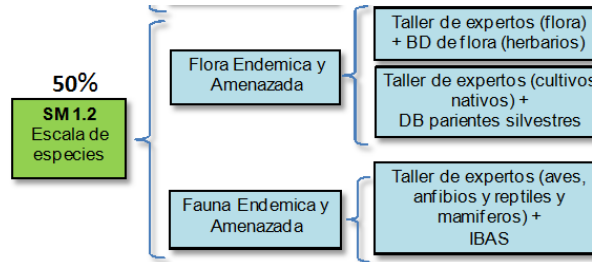 50%
SM 1.2
Escala de
especies
Flora Endemica y
Amenazada
Taller de expertos (flora)
+ BD de flora (herbarios)
Taller de expertos (cultivos
nativos) +
DB parientes silvestres
Fauna Endemica y
Amenazada
Taller de expertos (aves,
anfibios y reptiles y
mamiferos) +
IBAS